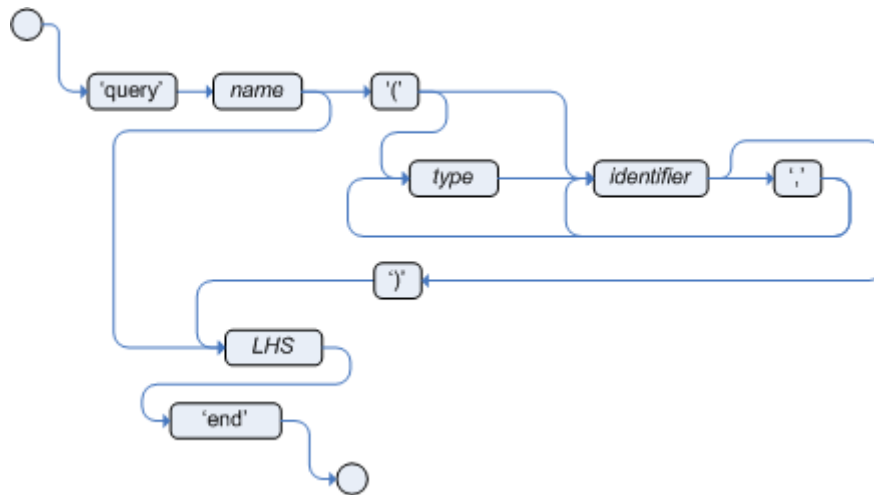 ‘query’ name '('
type identifier ‘,’
‘)’
LHS
‘end’